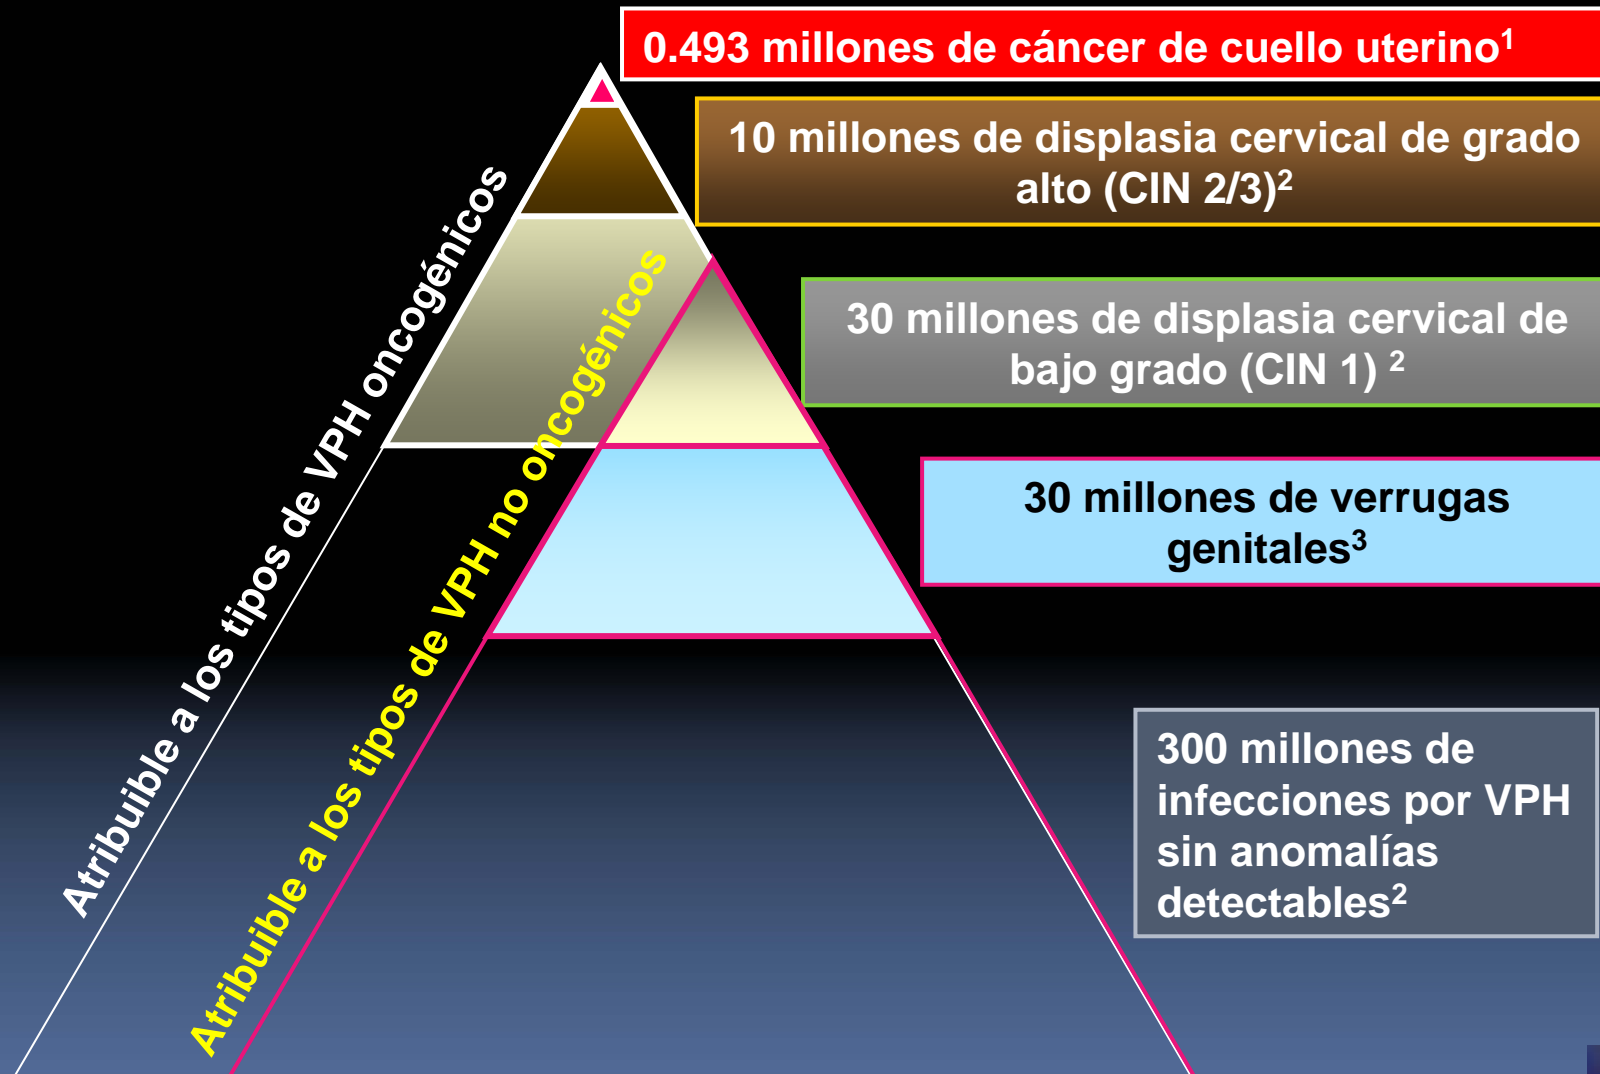 0.493 millones de cáncer de cuello uterino¹
10 millones de displasia cervical de grado
alto (CIN 2/3)²
30 millones de displasia cervical de
bajo grado (CIN 1) ²
30 millones de verrugas
genitales³
300 millones de
infecciones por VPH
sin anomalías
detectables²
Atribuible a los tipos de VPH oncogénicos
Atribuible a los tipos de VPH no oncogénicos